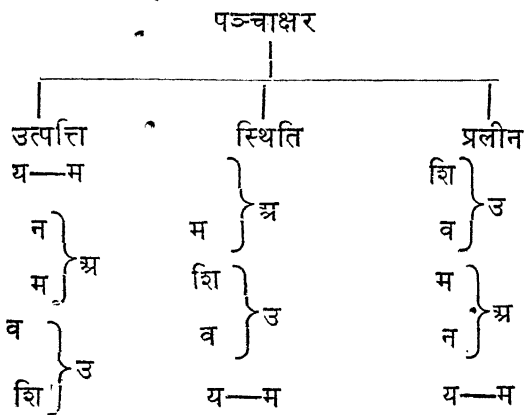 पञ्चाक्षर
उत्पत्ति स्थिति प्रलीन
य—म शि
न म } अ व } उ
म } अ शि म
व व } उ न } अ
शि } उ य—म य—म